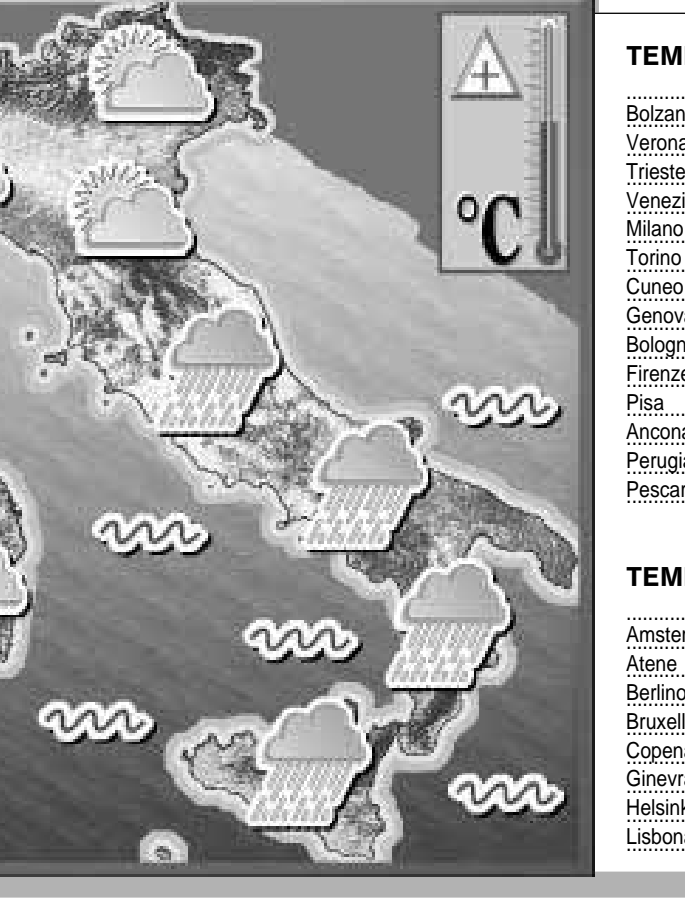 +
°C
TEM
Bolzan
Verona
Trieste
Venezi
Milano
Torino
Cuneo
Genova
Bologn
Firenze
Pisa
Ancona
Perugia
Pescar
TEM
Amster
Atene
Berlino
Bruxell
Copena
Ginevra
Helsink
Lisbona